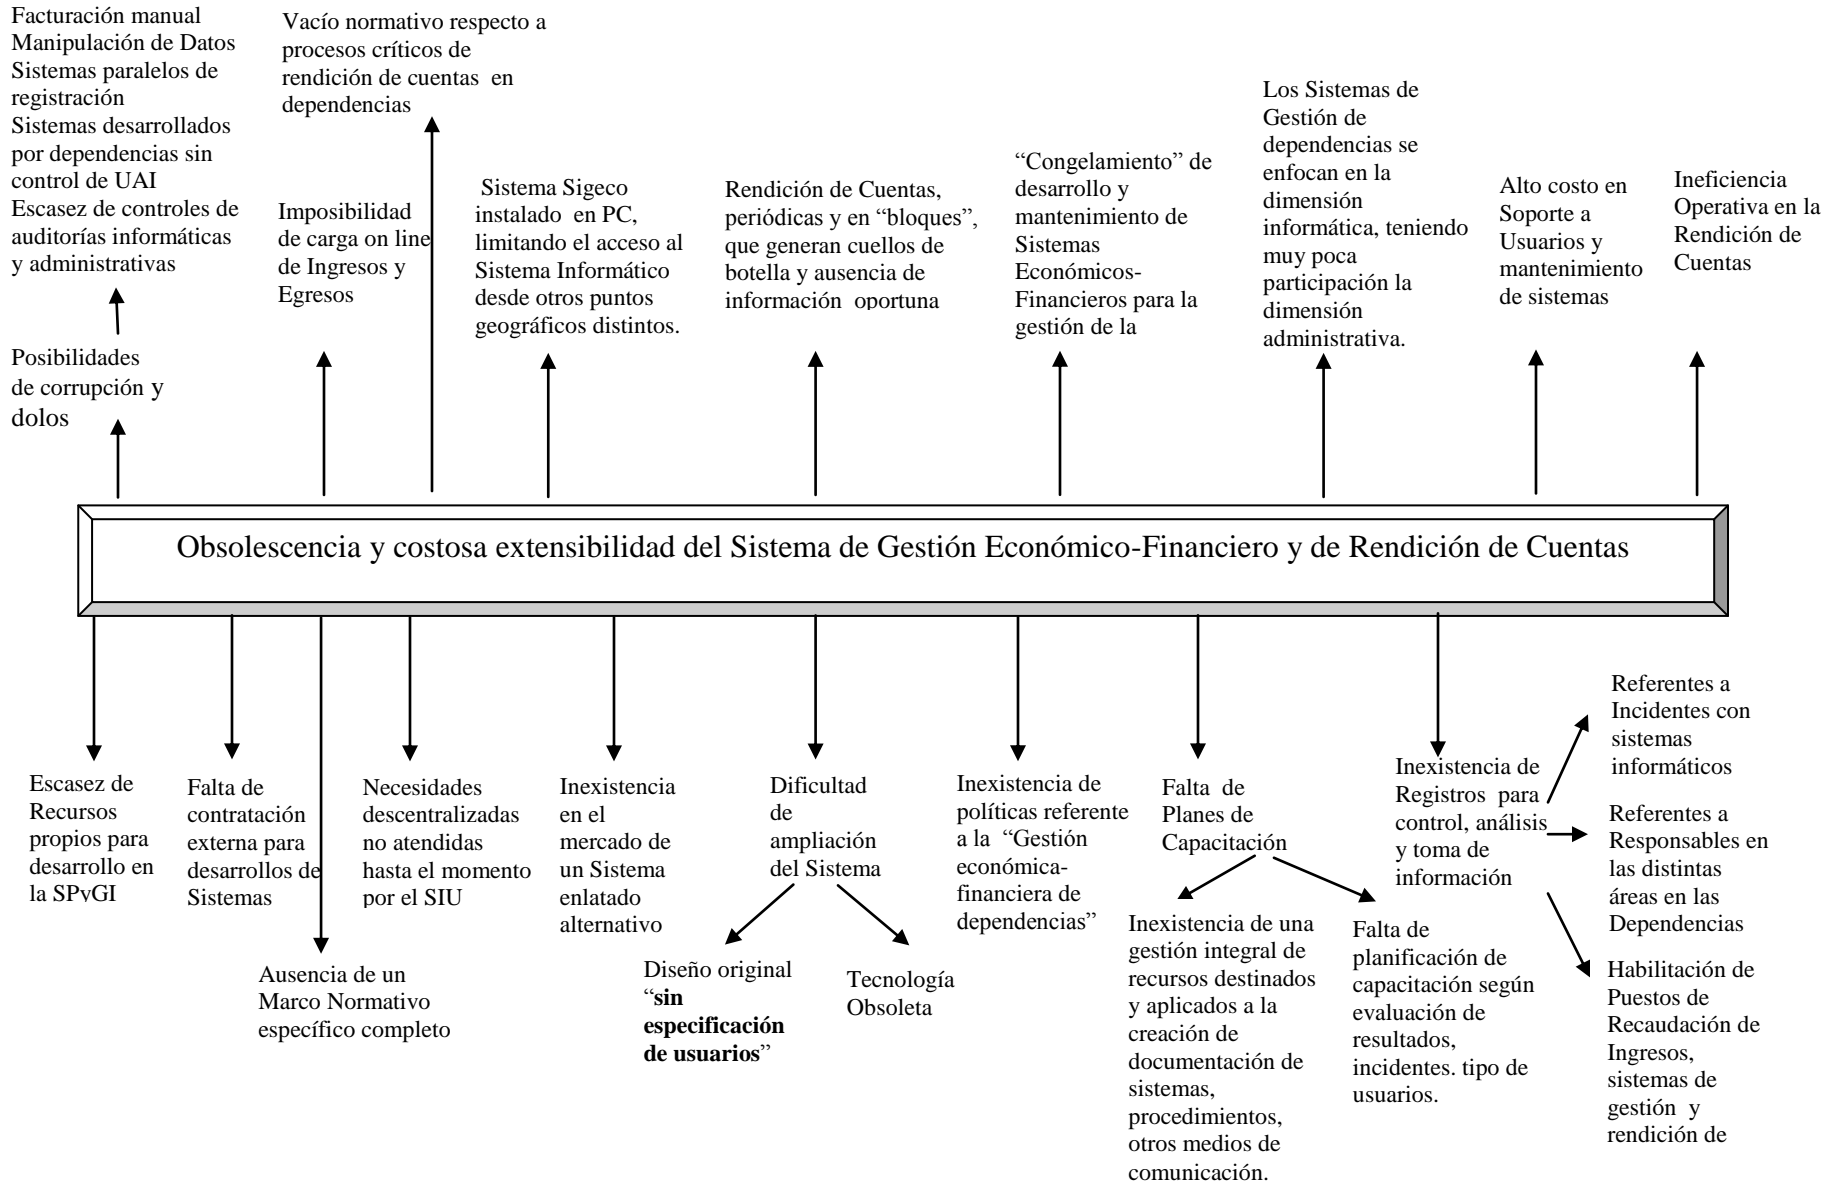 Facturación manual
Manipulación de Datos
Sistemas paralelos de
registración
Sistemas desarrollados
por dependencias sin
control de UAI
Escasez de controles de
auditorías informáticas
y administrativas
Posibilidades
de corrupción y
dolos
Vacío normativo respecto a
procesos críticos de
rendición de cuentas en
dependencias
Imposibilidad
de carga on line
de Ingresos y
Egresos
Sistema Sigeco
instalado en PC,
limitando el acceso al
Sistema Informático
desde otros puntos
geográficos distintos.
Rendición de Cuentas,
periódicas y en “bloques”,
que generan cuellos de
botella y ausencia de
información oportuna
“Congelamiento” de
desarrollo y
mantenimiento de
Sistemas
Económicos-
Financieros para la
gestión de la
Los Sistemas de
Gestión de
dependencias se
enfocan en la
dimensión
informática, teniendo
muy poca
participación la
dimensión
administrativa.
Alto costo en
Soporte a
Usuarios y
mantenimiento
de sistemas
Ineficiencia
Operativa en la
Rendición de
Cuentas
Obsolescencia y costosa extensibilidad del Sistema de Gestión Económico-Financiero y de Rendición de Cuentas
Escasez de
Recursos
propios para
desarrollo en
la SPyGI
Falta de
contratación
externa para
desarrollos de
Sistemas
Ausencia de un
Marco Normativo
específico completo
Necesidades
descentralizadas
no atendidas
hasta el momento
por el SIU
Inexistencia
en el
mercado de
un Sistema
enlatado
alternativo
Dificultad
de
ampliación
del Sistema
Diseño original
“sin
especificación
de usuarios”
Tecnología
Obsoleta
Inexistencia de
políticas referente
a la “Gestión
económica-
financiera de
dependencias”
Falta de
Planes de
Capacitación
Inexistencia de una
gestión integral de
recursos destinados
y aplicados a la
creación de
documentación de
sistemas,
procedimientos,
otros medios de
comunicación.
Falta de
planificación de
capacitación según
evaluación de
resultados,
incidentes. tipo de
usuarios.
Inexistencia de
Registros para
control, análisis
y toma de
información
Referentes a
Incidentes con
sistemas
informáticos
Referentes a
Responsables en
las distintas
áreas en las
Dependencias
Habilitación de
Puestos de
Recaudación de
Ingresos,
sistemas de
gestión y
rendición de